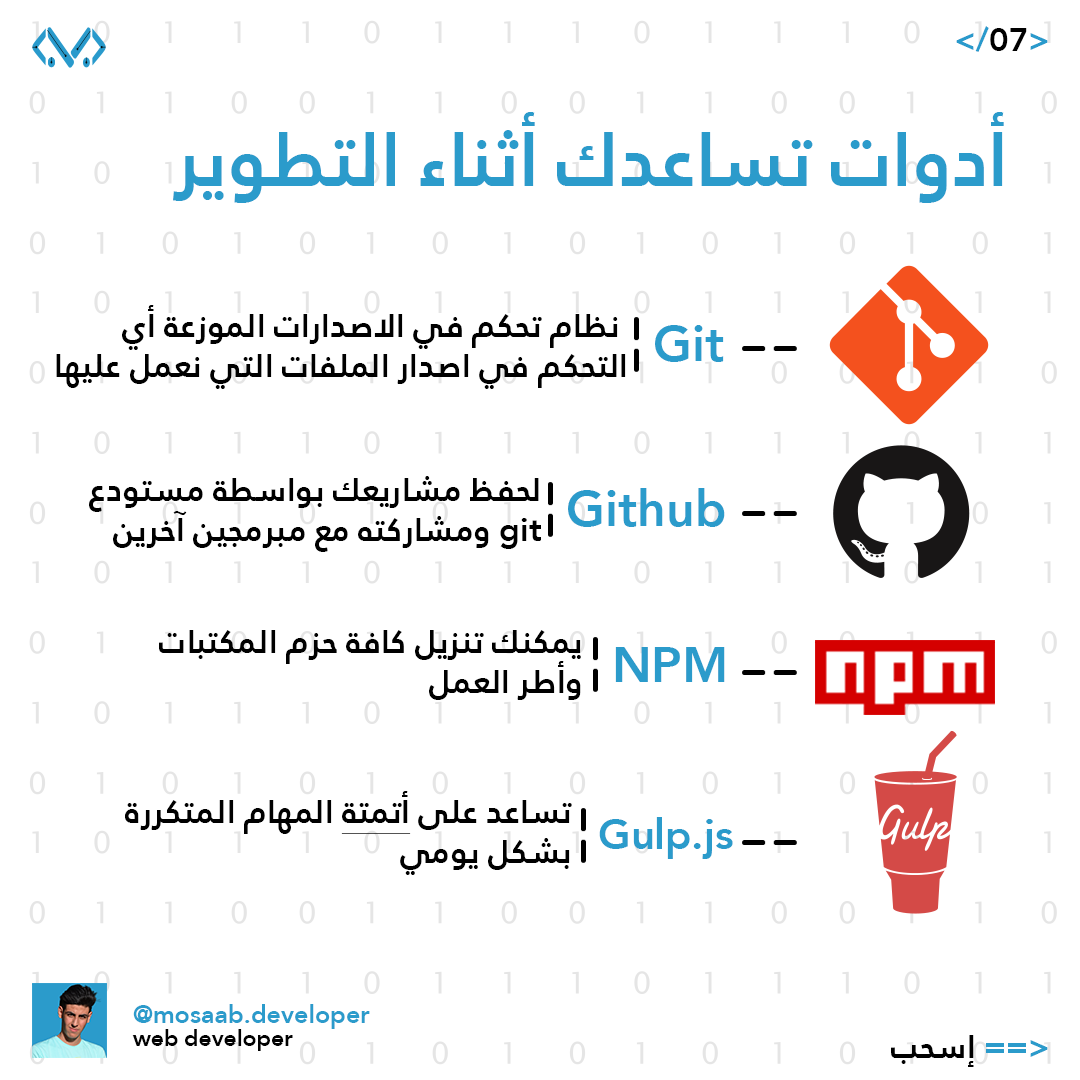 </07>
أدوات تساعدك أثناء التطوير
Git
نظام تحكم في الاصدارات الموزعة أي
التحكم في اصدار الملفات التي نعمل عليها
Github
لحفظ مشاريعك بواسطة مستودع
git ومشاركته مع مبرمجين آخرين
npm
NPM
يمكنك تنزيل كافة حزم المكتبات
وأطر العمل
Gulp
Gulp.js
تساعد على أتمتة المهام المتكررة
بشكل يومي
@mosaab.developer
web developer
إسحب ==>